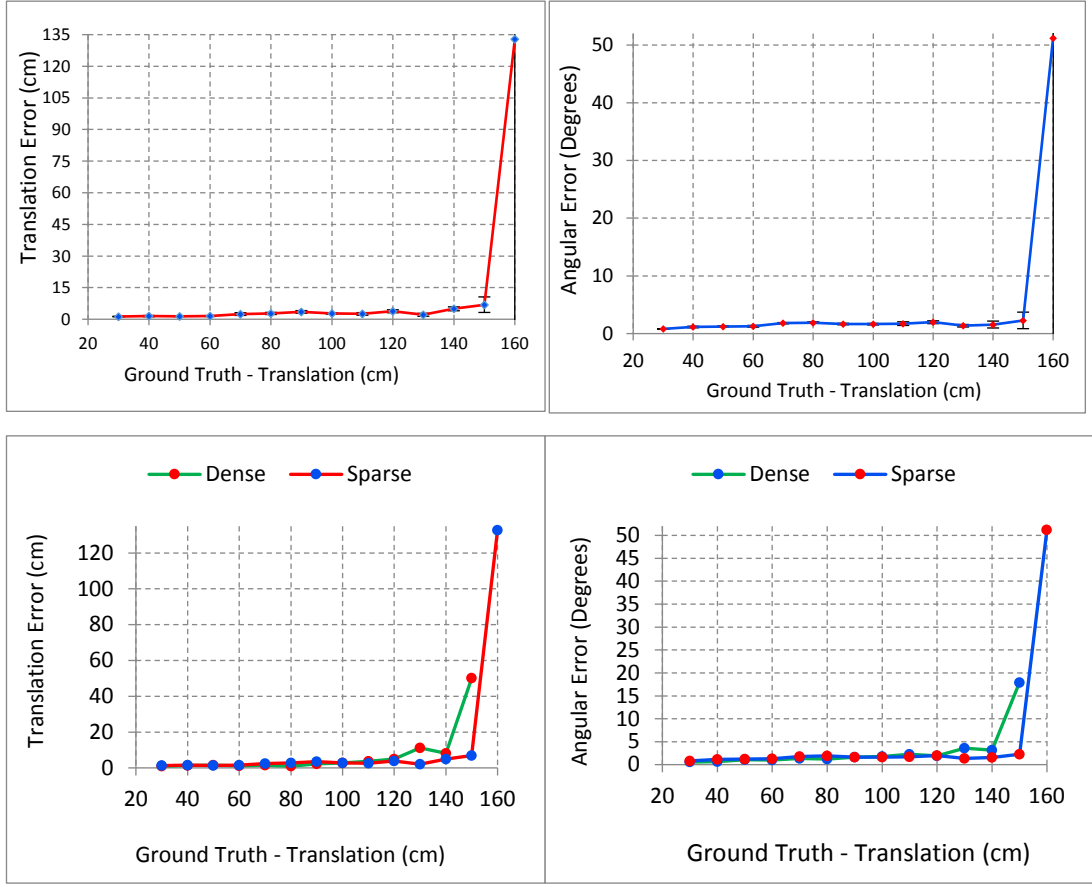 Translation Error (cm)
135
120
105
90
75
60
45
30
15
0
20 40 60 80 100 120 140 160
Ground Truth - Translation (cm)
Angular Error (Degrees)
50
40
30
20
10
0
20 40 60 80 100 120 140 160
Ground Truth - Translation (cm)
Dense Sparse
Translation Error (cm)
120
100
80
60
40
20
0
20 40 60 80 100 120 140 160
Ground Truth - Translation (cm)
Dense Sparse
Angular Error (Degrees)
50
45
40
35
30
25
20
15
10
5
0
20 40 60 80 100 120 140 160
Ground Truth - Translation (cm)